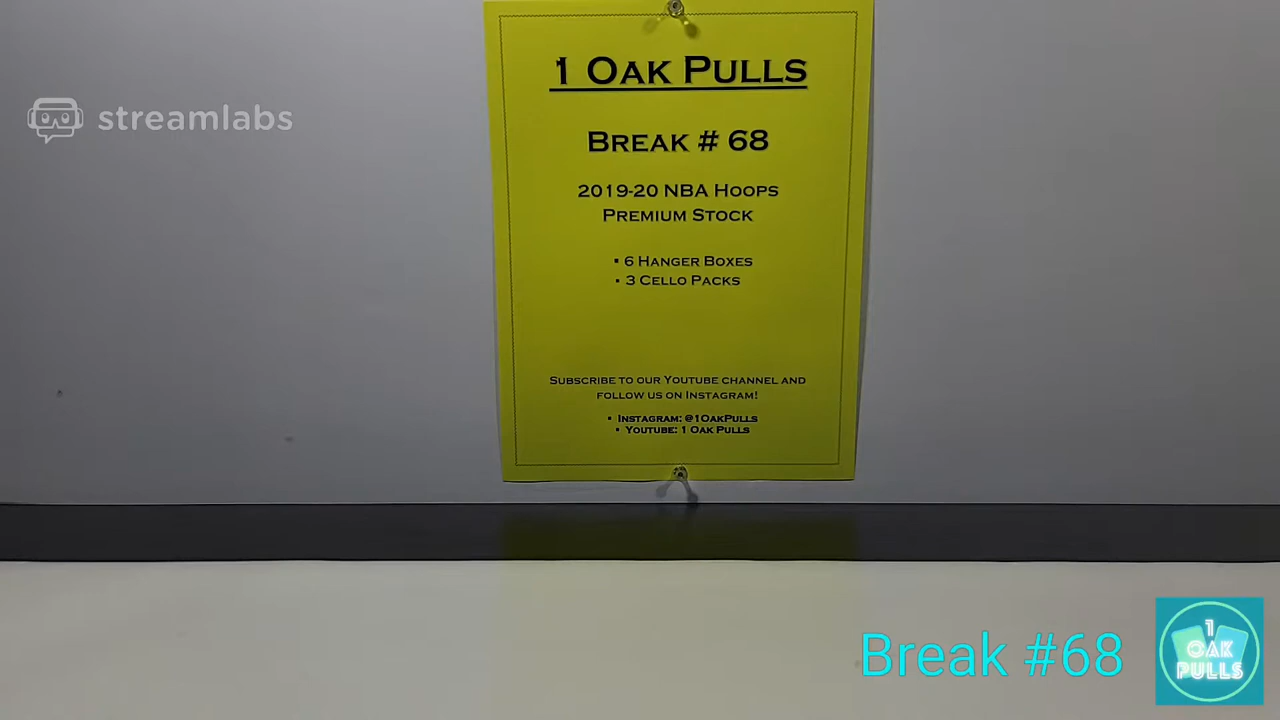 1 Oak Pulls
streamlabs
Break # 68
2019-20 NBA Hoops
Premium Stock
▪ 6 Hanger Boxes
▪ 3 Cello Packs
Subscribe to our Youtube channel and
follow us on Instagram!
▪ Instagram: @1OakPulls
▪ Youtube: 1 Oak Pulls
Break #68
1
OAK
PULLS